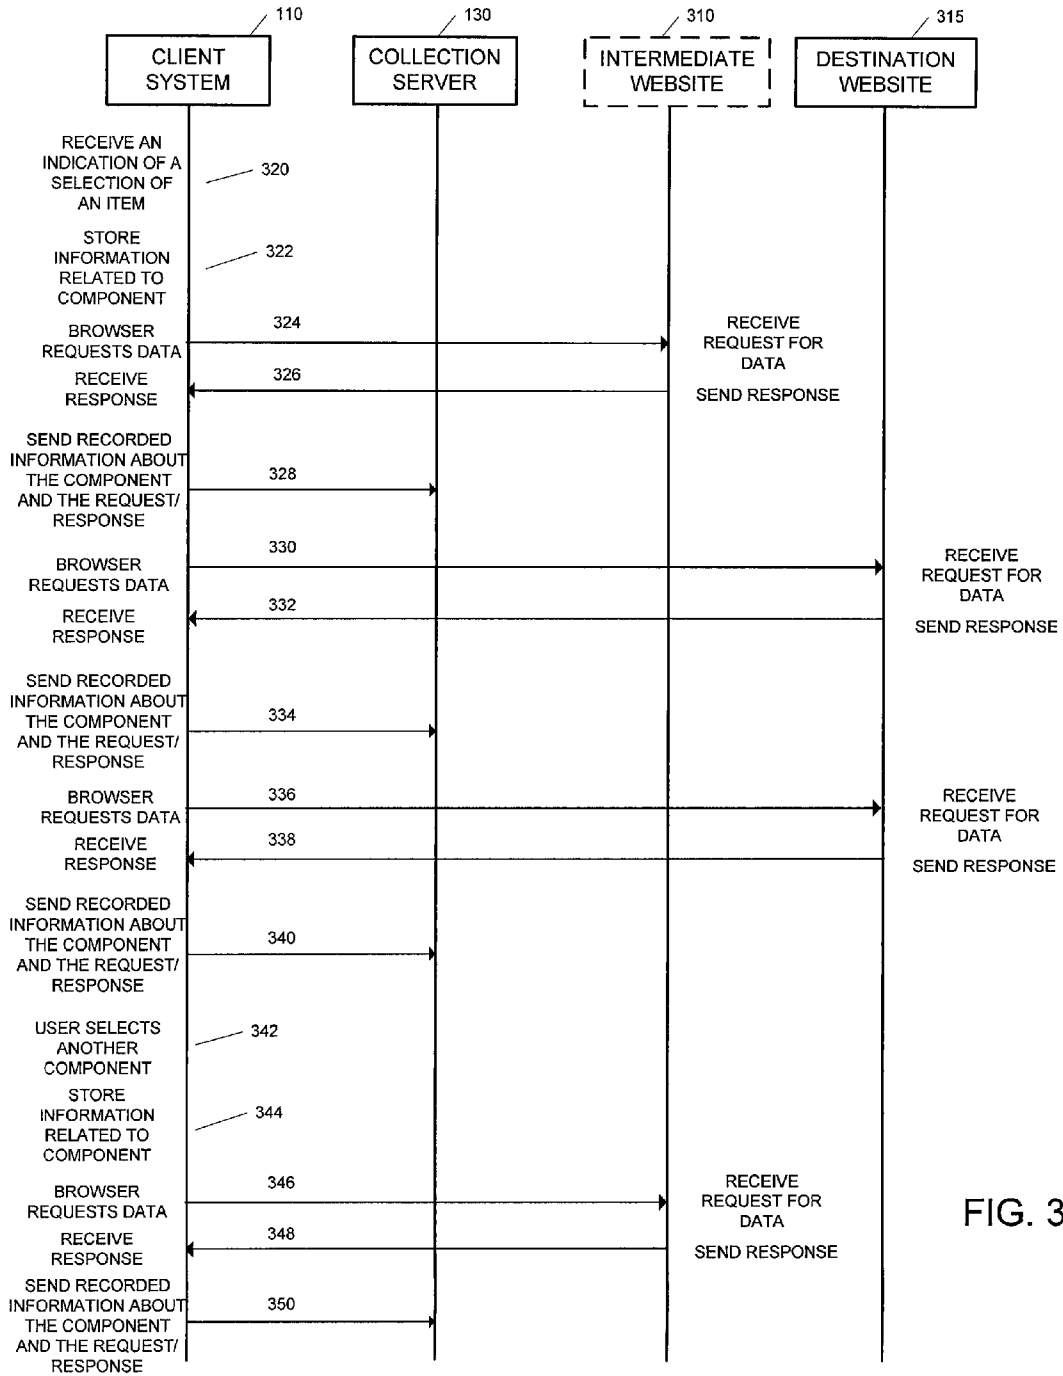 110
130
310
315
CLIENT
SYSTEM
COLLECTION
SERVER
INTERMEDIATE
WEBSITE
DESTINATION
WEBSITE
RECEIVE AN
INDICATION OF A
SELECTION OF
AN ITEM
320
STORE
INFORMATION
RELATED TO
COMPONENT
322
BROWSER
REQUESTS DATA
324
RECEIVE
REQUEST FOR
DATA
RECEIVE
RESPONSE
326
SEND RESPONSE
SEND RECORDED
INFORMATION ABOUT
THE COMPONENT
AND THE REQUEST/
RESPONSE
328
BROWSER
REQUESTS DATA
330
RECEIVE
REQUEST FOR
DATA
RECEIVE
RESPONSE
332
SEND RESPONSE
SEND RECORDED
INFORMATION ABOUT
THE COMPONENT
AND THE REQUEST/
RESPONSE
334
BROWSER
REQUESTS DATA
336
RECEIVE
REQUEST FOR
DATA
RECEIVE
RESPONSE
338
SEND RESPONSE
SEND RECORDED
INFORMATION ABOUT
THE COMPONENT
AND THE REQUEST/
RESPONSE
340
USER SELECTS
ANOTHER
COMPONENT
342
STORE
INFORMATION
RELATED TO
COMPONENT
344
BROWSER
REQUESTS DATA
346
RECEIVE
REQUEST FOR
DATA
RECEIVE
RESPONSE
348
SEND RESPONSE
SEND RECORDED
INFORMATION ABOUT
THE COMPONENT
AND THE REQUEST/
RESPONSE
350
FIG. 3